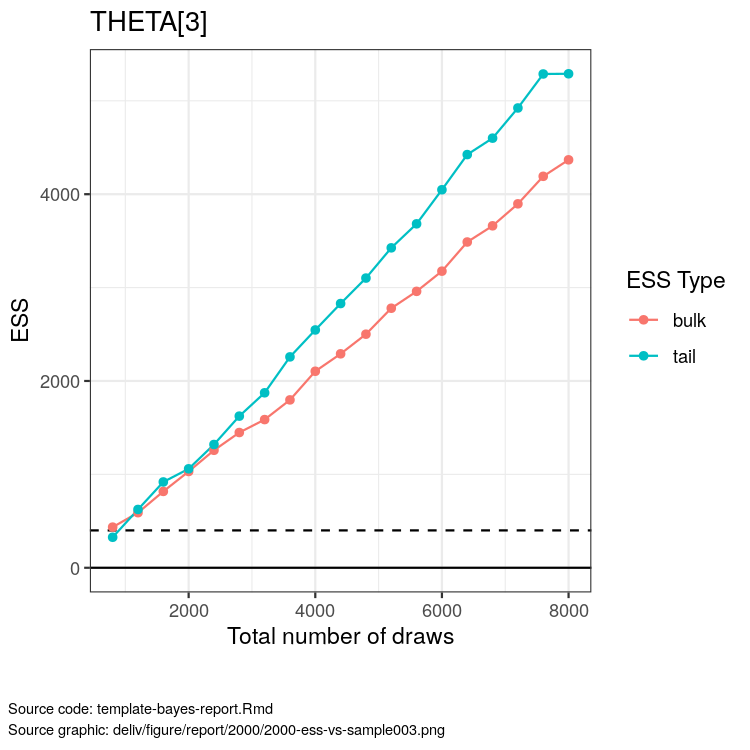 THETA[3]
ESS
4000
2000
0
2000 4000 6000 8000
Total number of draws
ESS Type
bulk
tail
Source code: template-bayes-report.Rmd
Source graphic: deliv/figure/report/2000/2000-ess-vs-sample003.png